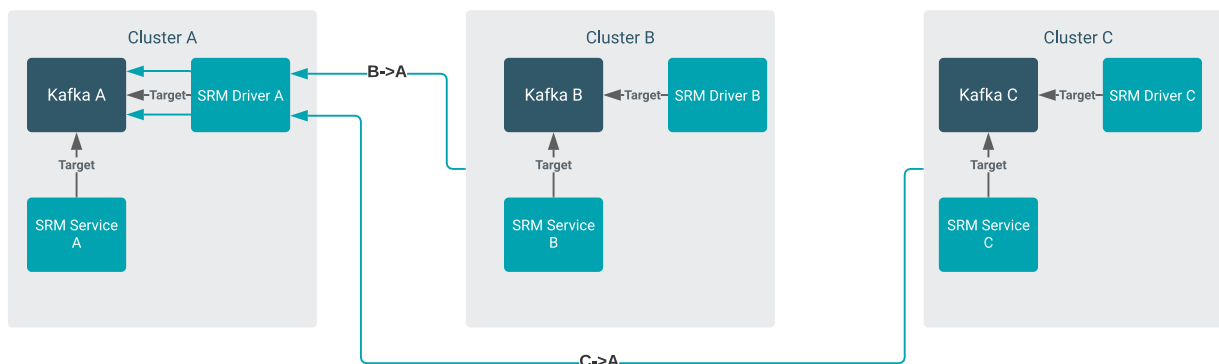 Cluster A
Kafka A
Target
SRM Driver A
Target
SRM Service
A
B->A
Cluster B
Kafka B
Target
SRM Driver B
Target
SRM Service
B
Cluster C
Kafka C
Target
SRM Driver C
Target
SRM Service
C
C->A